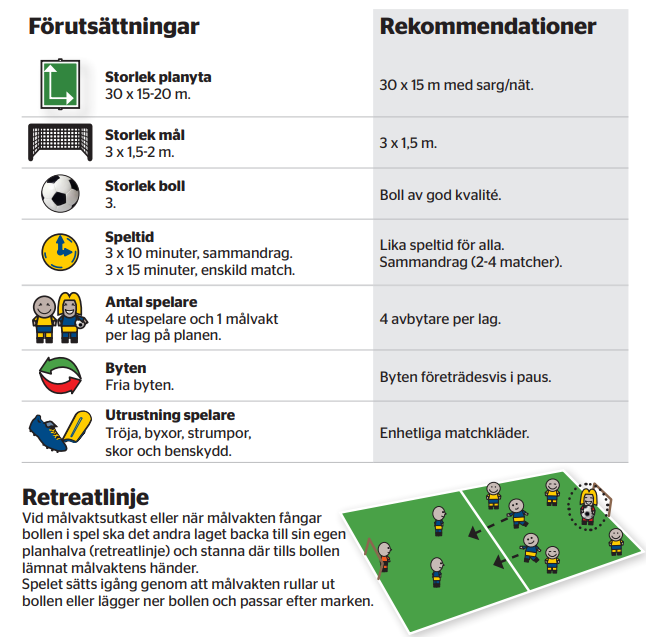 Förutsättningar
Rekommendationer
Storlek planyta
30 x 15-20 m.
30 x 15 m med sarg/nät.
Storlek mål
3 x 1,5-2 m.
3 x 1,5 m.
Storlek boll
3.
Boll av god kvalité.
Speltid
3 x 10 minuter, sammandrag.
3 x 15 minuter, enskild match.
Lika speltid för alla.
Sammandrag (2-4 matcher).
Antal spelare
4 utespelare och 1 målvakt
per lag på planen.
4 avbytare per lag.
Byten
Fria byten.
Byten företrädesvis i paus.
Utrustning spelare
Tröja, byxor, strumpor,
skor och benskydd.
Enhetliga matchkläder.
Retreatlinje
Vid målvaktsutkast eller när målvakten fångar
bollen i spel ska det andra laget backa till sin egen
planhalva (retreatlinje) och stanna där tills bollen
lämnat målvaktens händer.
Spelet sätts igång genom att målvakten rullar ut
bollen eller lägger ner bollen och passar efter marken.